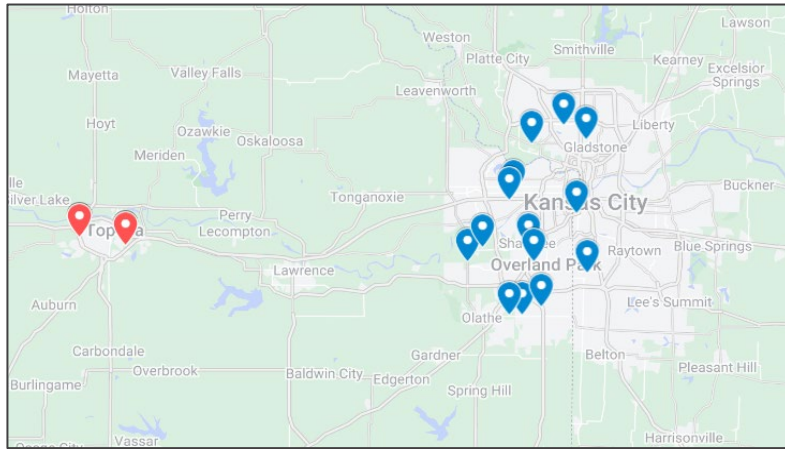 Holton
Lawson
Weston
Smithville
Platte City
Kearney
Mayetta
Valley Falls
Excelsior
Springs
Leavenworth
Hoyt
Ozawkie
Liberty
Oskaloosa
Gladstone
Meriden
Buckner
Silver Lake
Tonganoxie
Kansas City
Perry
Lecompton
Blue Springs
Raytown
Overland Park
Lawrence
Lee's Summit
Auburn
Olathe
Carbondale
Gardner
Belton
Overbrook
Baldwin City
Edgerton
Pleasant Hill
Burlingame
Spring Hill
Vassar
Harrisonville